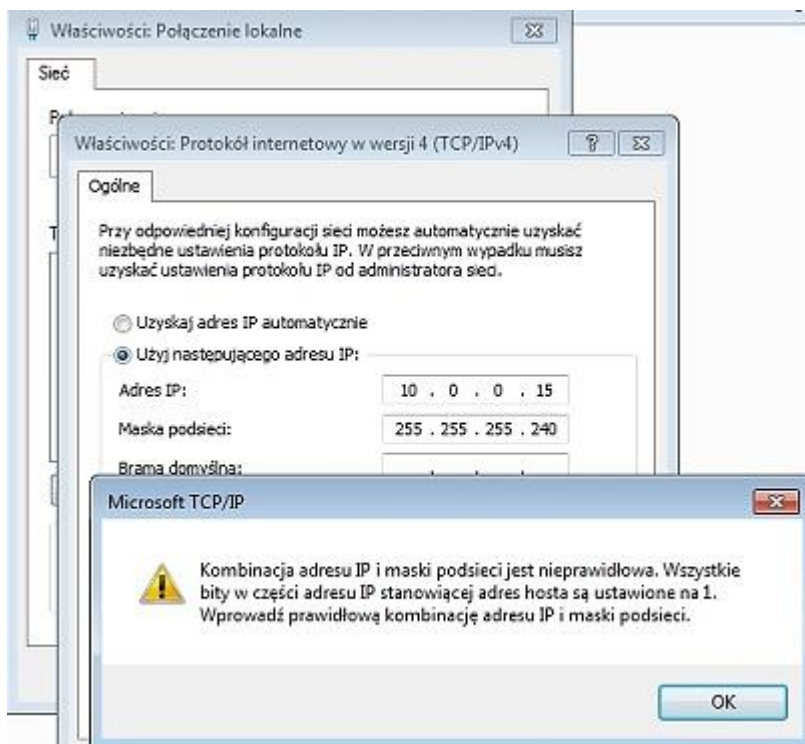 Właściwości: Połączenie lokalne
Sieć
Właściwości: Protokół internetowy w wersji 4 (TCP/IPv4)
Ogólne
Przy odpowiedniej konfiguracji sieci możesz automatycznie uzyskać
niezbędne ustawienia protokołu IP. W przeciwnym wypadku musisz
uzyskać ustawienia protokołu IP od administratora sieci.
Uzyskaj adres IP automatycznie
Użyj następującego adresu IP:
Adres IP: 10 . 0 . 0 . 15
Maska podsieci: 255 . 255 . 255 . 240
Brama domyślna: . . .
Microsoft TCP/IP
Kombinacja adresu IP i maski podsieci jest nieprawidłowa. Wszystkie
bity w części adresu IP stanowiącej adres hosta są ustawione na 1.
Wprowadź prawidłową kombinację adresu IP i maski podsieci.
OK